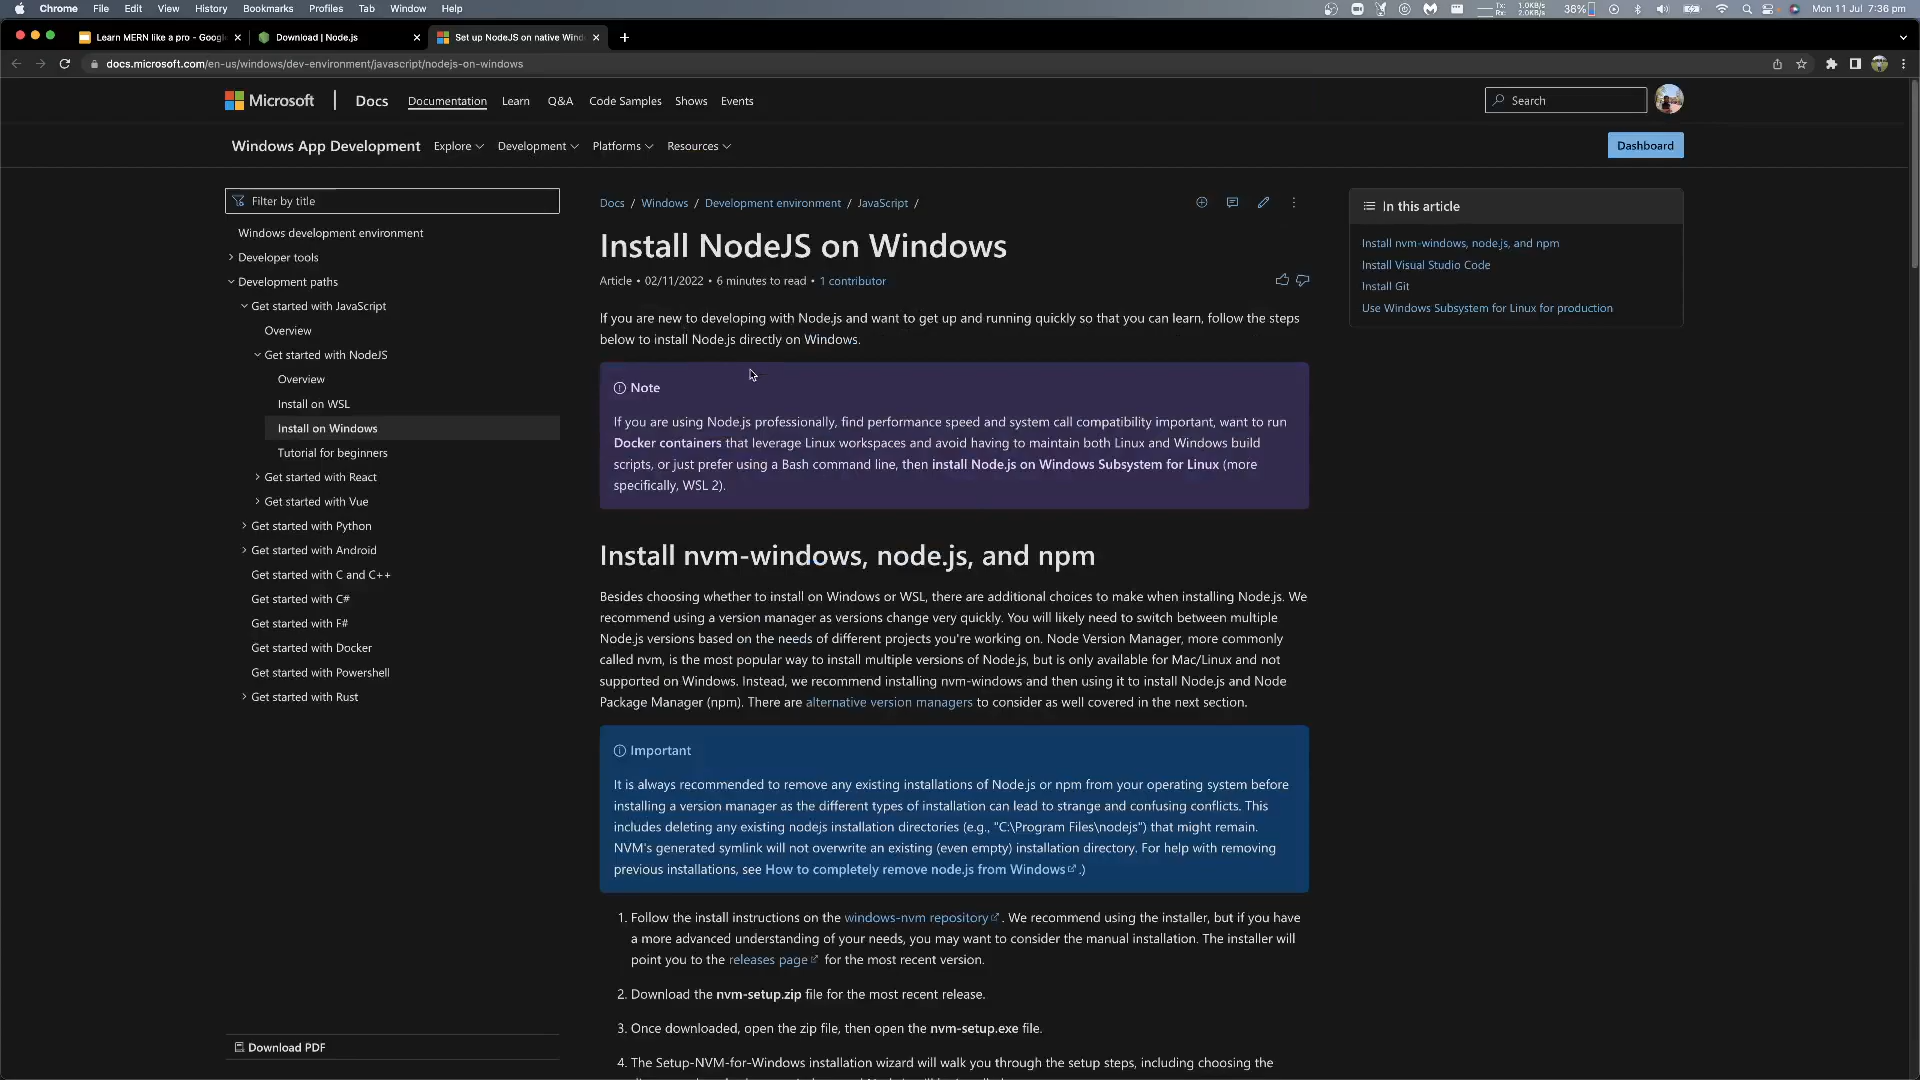 Chrome File Edit View History Bookmarks Profiles Tab Window Help
Tx: 1.0KB/s
Rx: 2.0KB/s
36%
Mon 11 Jul 7:36 pm
Learn MERN like a pro - Googl
Download | Node.js
Set up NodeJS on native Wind
docs.microsoft.com/en-us/windows/dev-environment/javascript/nodejs-on-windows
Microsoft Docs Documentation Learn Q&A Code Samples Shows Events
Search
Windows App Development Explore Development Platforms Resources
Dashboard
Filter by title
Windows development environment
Developer tools
Development paths
Get started with JavaScript
Overview
Get started with NodeJS
Overview
Install on WSL
Install on Windows
Tutorial for beginners
Get started with React
Get started with Vue
Get started with Python
Get started with Android
Get started with C and C++
Get started with C#
Get started with F#
Get started with Docker
Get started with Powershell
Get started with Rust
Download PDF
Docs / Windows / Development environment / JavaScript /
Install NodeJS on Windows
Article • 02/11/2022 • 6 minutes to read • 1 contributor
If you are new to developing with Node.js and want to get up and running quickly so that you can learn, follow the steps
below to install Node.js directly on Windows.
Note
If you are using Node.js professionally, find performance speed and system call compatibility important, want to run
Docker containers that leverage Linux workspaces and avoid having to maintain both Linux and Windows build
scripts, or just prefer using a Bash command line, then install Node.js on Windows Subsystem for Linux (more
specifically, WSL 2).
Install nvm-windows, node.js, and npm
Besides choosing whether to install on Windows or WSL, there are additional choices to make when installing Node.js. We
recommend using a version manager as versions change very quickly. You will likely need to switch between multiple
Node.js versions based on the needs of different projects you're working on. Node Version Manager, more commonly
called nvm, is the most popular way to install multiple versions of Node.js, but is only available for Mac/Linux and not
supported on Windows. Instead, we recommend installing nvm-windows and then using it to install Node.js and Node
Package Manager (npm). There are alternative version managers to consider as well covered in the next section.
Important
It is always recommended to remove any existing installations of Node.js or npm from your operating system before
installing a version manager as the different types of installation can lead to strange and confusing conflicts. This
includes deleting any existing nodejs installation directories (e.g., "C:\Program Files\nodejs") that might remain.
NVM's generated symlink will not overwrite an existing (even empty) installation directory. For help with removing
previous installations, see How to completely remove node.js from Windows .)
1. Follow the install instructions on the windows-nvm repository . We recommend using the installer, but if you have
a more advanced understanding of your needs, you may want to consider the manual installation. The installer will
point you to the releases page for the most recent version.
2. Download the nvm-setup.zip file for the most recent release.
3. Once downloaded, open the zip file, then open the nvm-setup.exe file.
4. The Setup-NVM-for-Windows installation wizard will walk you through the setup steps, including choosing the
In this article
Install nvm-windows, node.js, and npm
Install Visual Studio Code
Install Git
Use Windows Subsystem for Linux for production